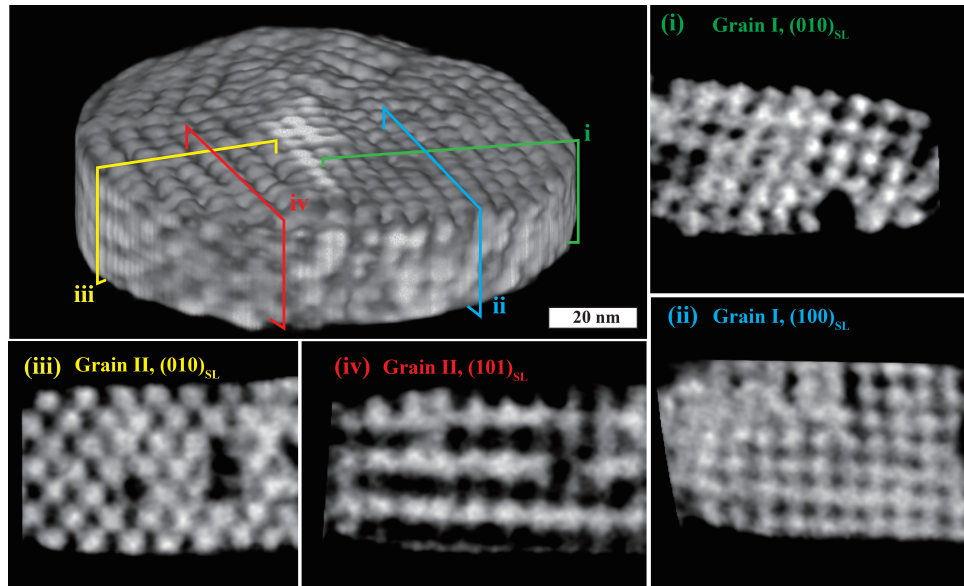 (i) Grain I, (010)SL
i
iv
iii
ii
20 nm
(ii) Grain I, (100)SL
(iii) Grain II, (010)SL
(iv) Grain II, (101)SL